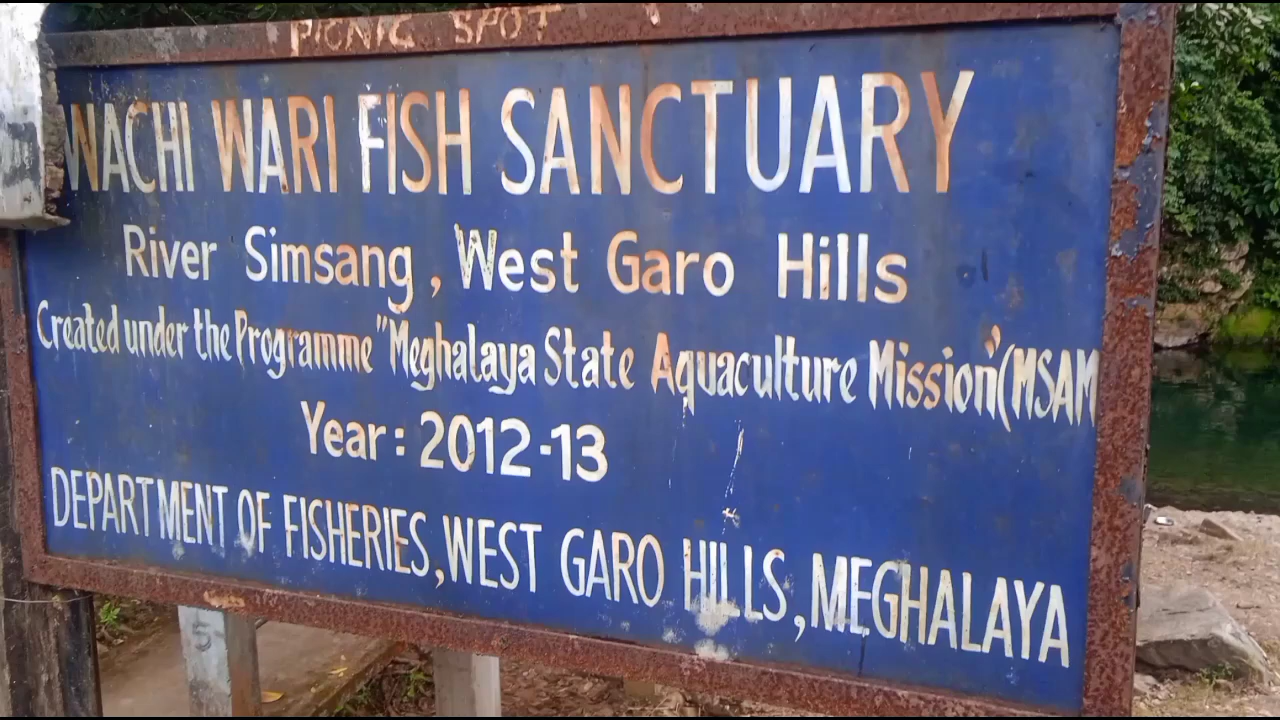 PICNIC SPOT
WACHI WARI FISH SANCTUARY
River Simsang, West Garo Hills
Created under the Programme "Meghalaya State Aquaculture Mission"(MSAM
Year: 2012-13
DEPARTMENT OF FISHERIES, WEST GARO HILLS, MEGHALAYA
5